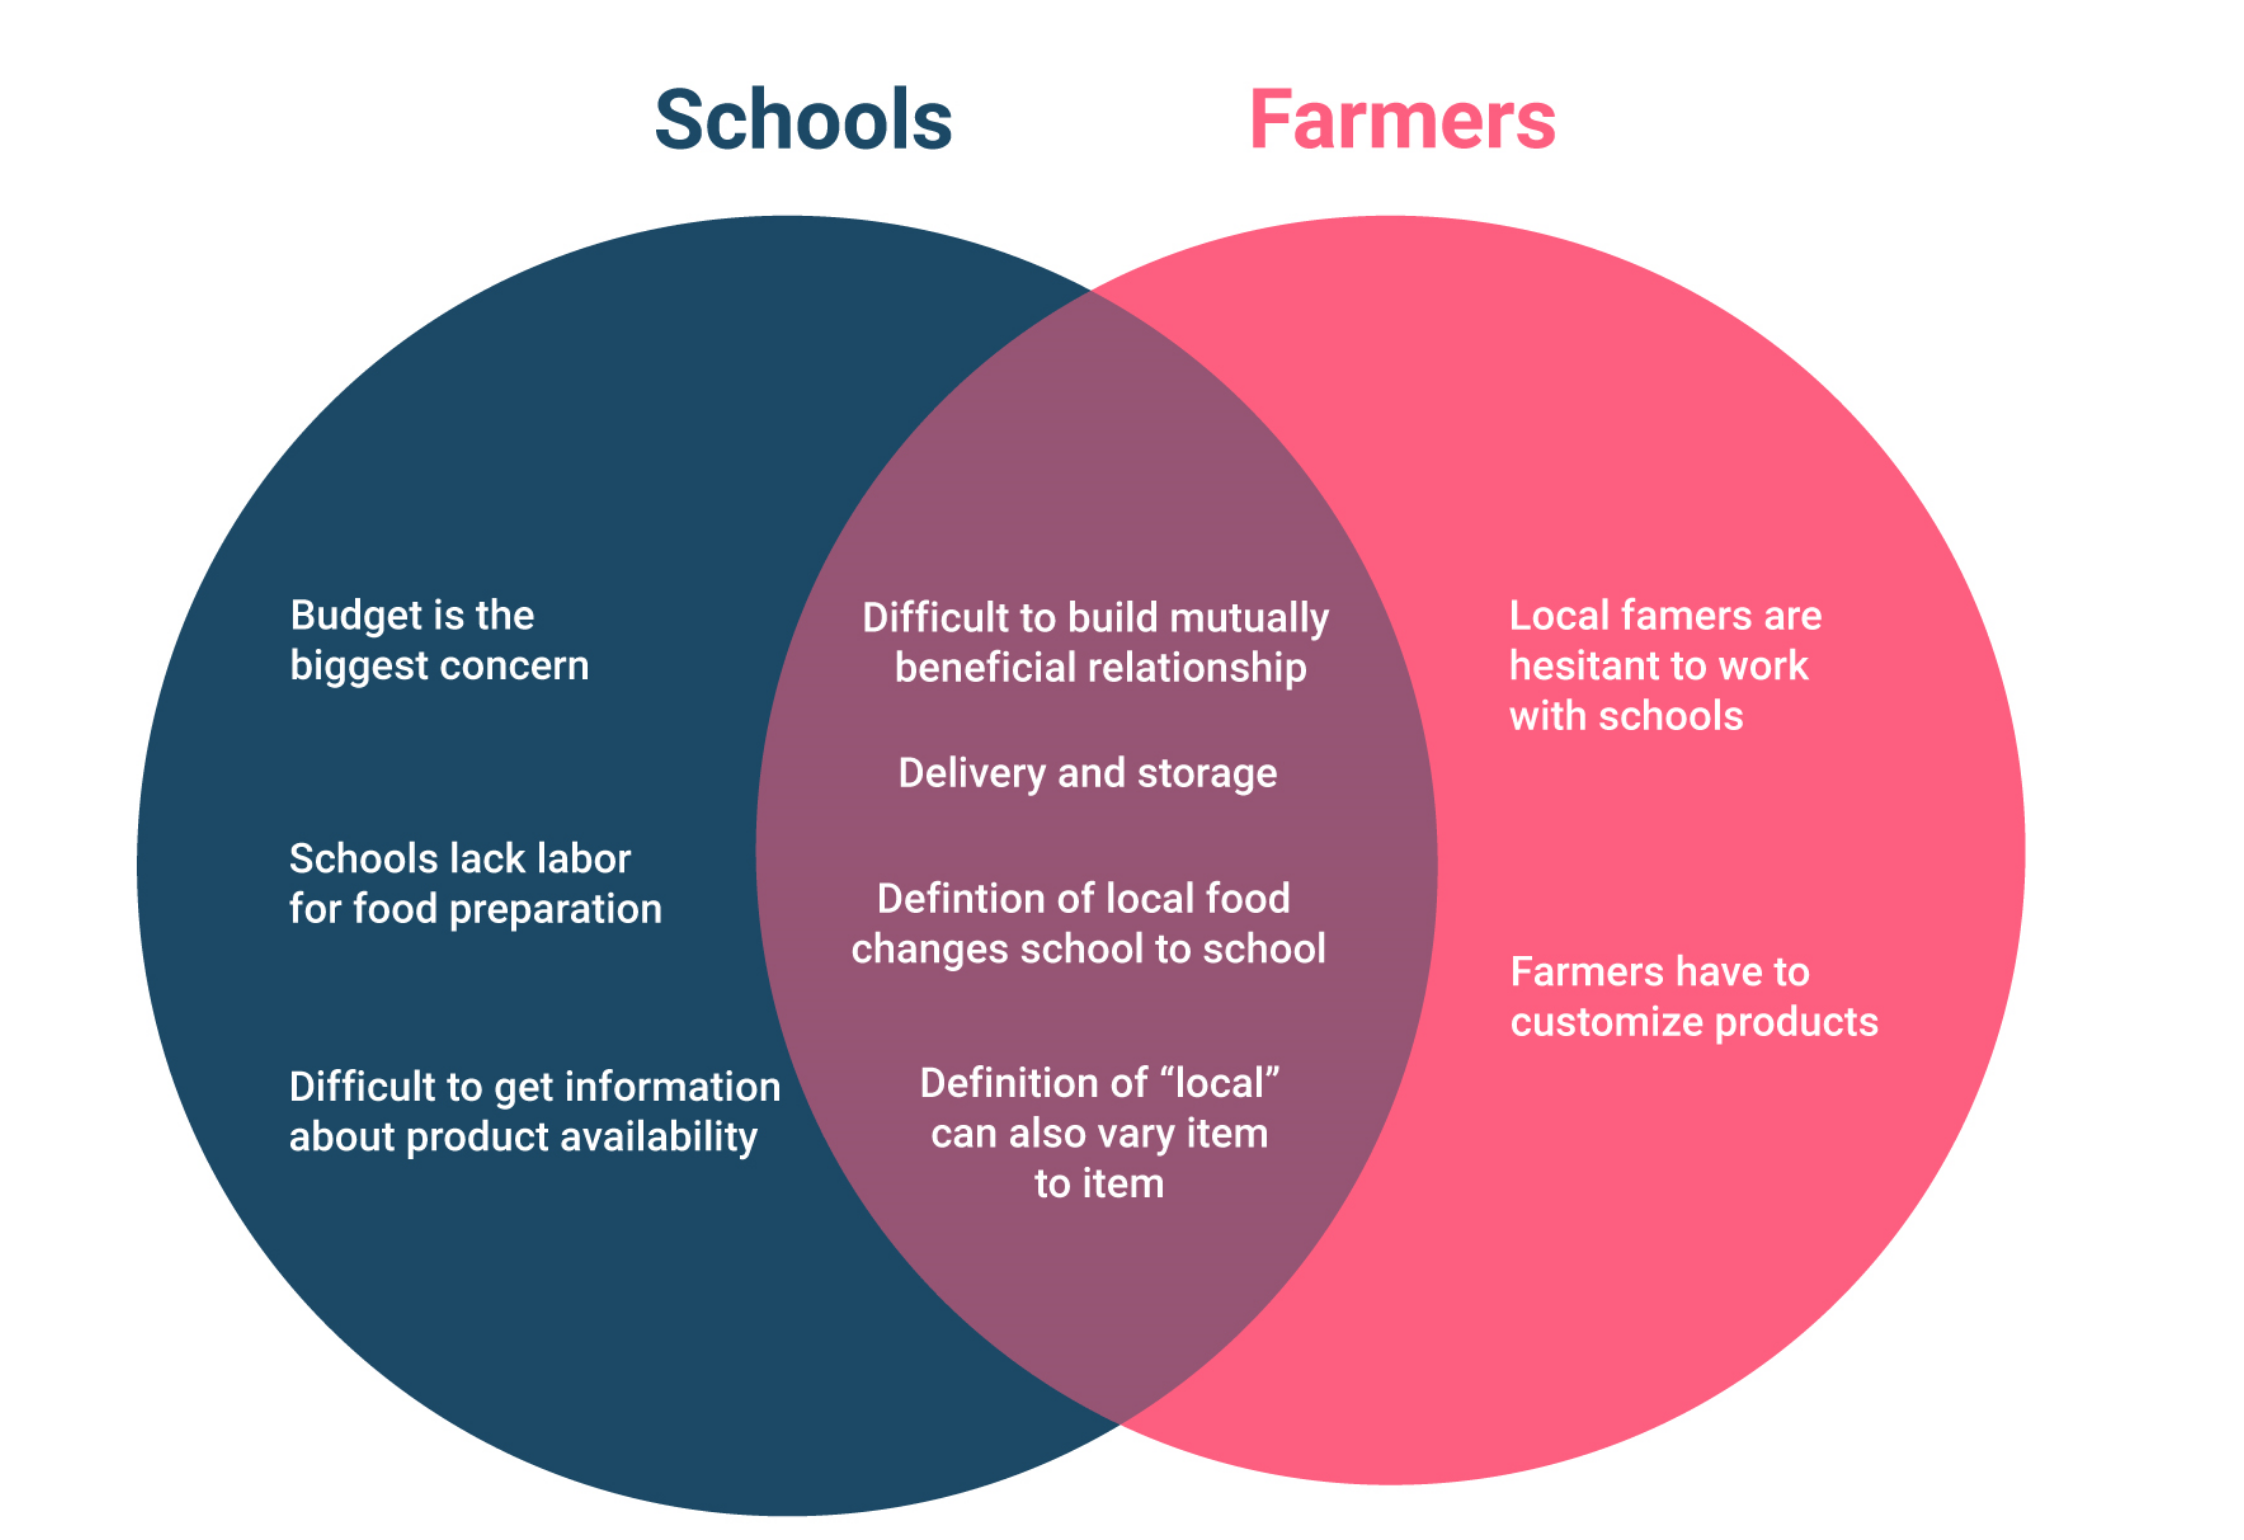 Schools
Farmers
Budget is the
biggest concern
Schools lack labor
for food preparation
Difficult to get information
about product availability
Difficult to build mutually
beneficial relationship
Delivery and storage
Defintion of local food
changes school to school
Definition of “local”
can also vary item
to item
Local famers are
hesitant to work
with schools
Farmers have to
customize products